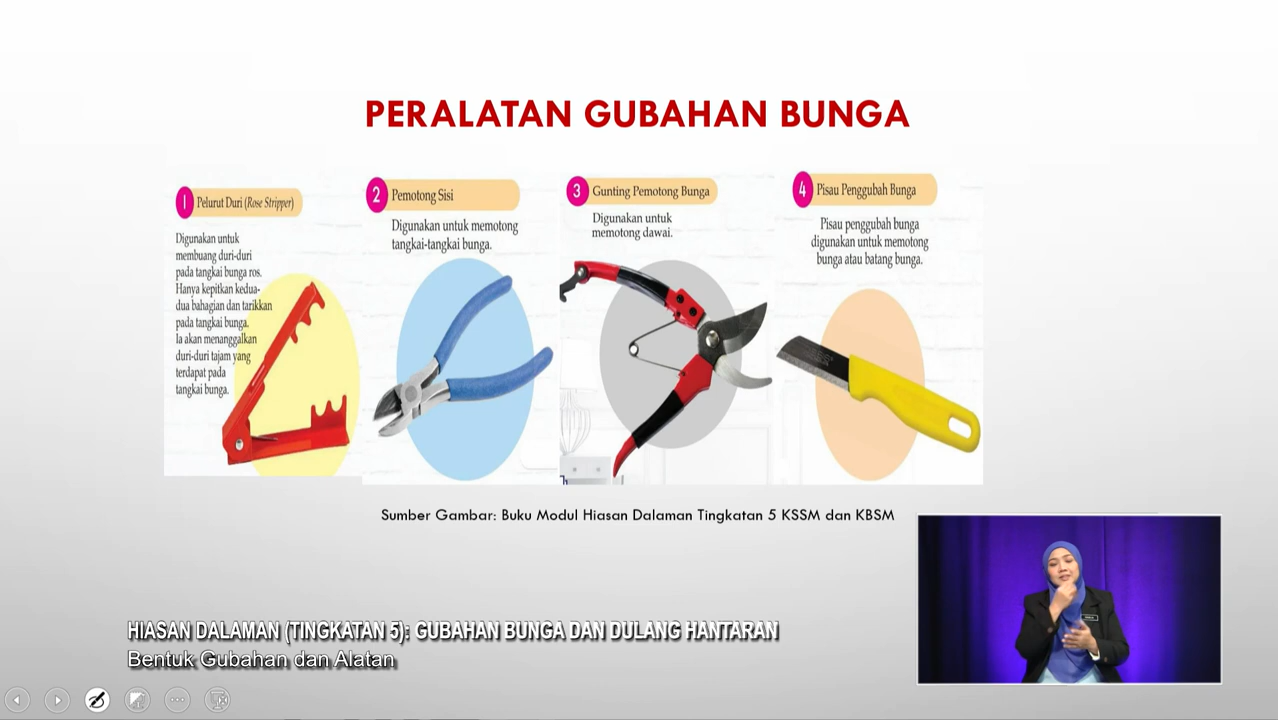 PERALATAN GUBAHAN BUNGA
1 Pelurut Duri (Rose Stripper)
Digunakan untuk
membuang duri-duri
pada tangkai bunga ros.
Hanya kepitkan kedua-
dua bahagian dan tarikkan
pada tangkai bunga.
Ia akan menanggalkan
duri-duri tajam yang
terdapat pada
tangkai bunga.
2 Pemotong Sisi
Digunakan untuk memotong
tangkai-tangkai bunga.
3 Gunting Pemotong Bunga
Digunakan untuk
memotong dawai.
4 Pisau Penggubah Bunga
Pisau penggubah bunga
digunakan untuk memotong
bunga atau batang bunga.
Sumber Gambar: Buku Modul Hiasan Dalaman Tingkatan 5 KSSM dan KBSM
HIASAN DALAMAN (TINGKATAN 5): GUBAHAN BUNGA DAN DULANG HANTARAN
Bentuk Gubahan dan Alatan